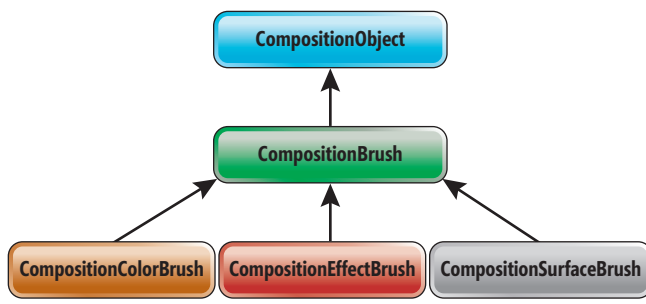 CompositionObject
CompositionBrush
CompositionColorBrush
CompositionEffectBrush
CompositionSurfaceBrush